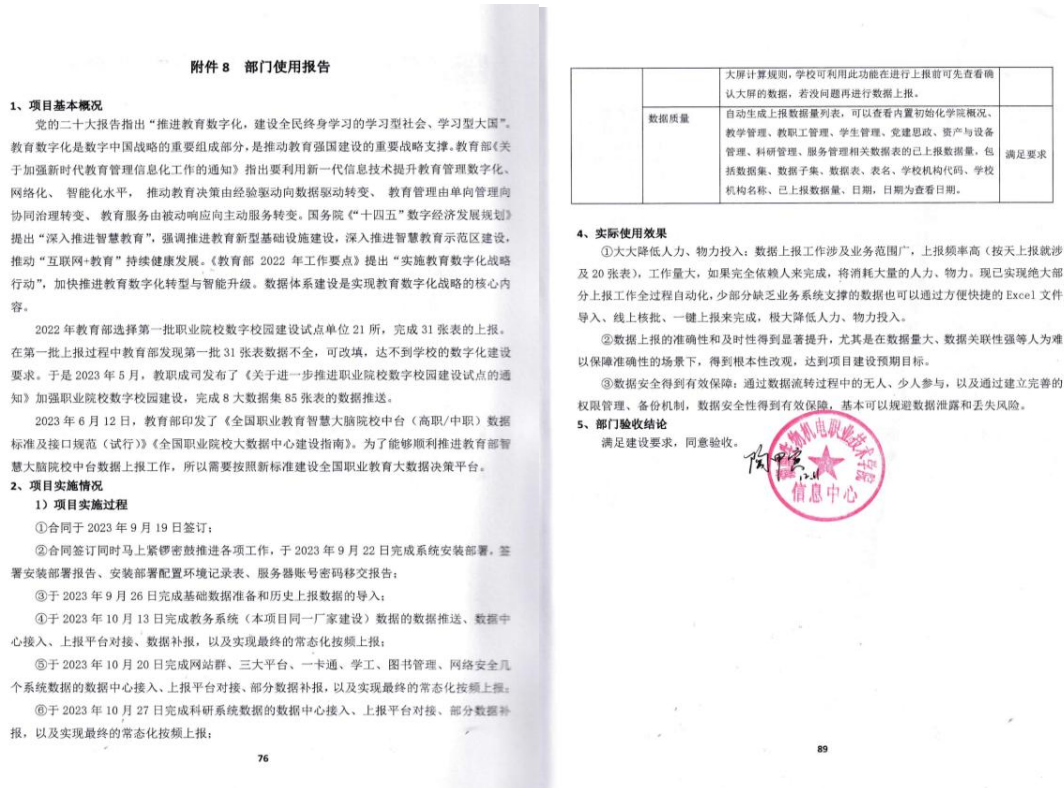 附件 8 部门使用报告
1、项目基本概况
党的二十大报告指出“推进教育数字化，建设全民终身学习的学习型社会、学习型大国”。
教育数字化是数字中国战略的重要组成部分，是推动教育强国建设的重要战略支撑。教育部《关
于加强新时代教育管理信息化工作的通知》指出要利用新一代信息技术提升教育管理数字化、
网络化、 智能化水平， 推动教育决策由经验驱动向数据驱动转变、 教育管理由单向管理向
协同治理转变、 教育服务由被动响应向主动服务转变。国务院《“十四五”数字经济发展规划》
提出“深入推进智慧教育”，强调推进教育新型基础设施建设，深入推进智慧教育示范区建设，
推动“互联网+教育”持续健康发展。《教育部 2022 年工作要点》提出“实施教育数字化战略
行动”，加快推进教育数字化转型与智能升级。数据体系建设是实现教育数字化战略的核心内
容。
2022 年教育部选择第一批职业院校数字校园建设试点单位 21 所，完成 31 张表的上报。
在第一批上报过程中教育部发现第一批 31 张表数据不全，可改填，达不到学校的数字化建设
要求。于是 2023 年 5 月，教职成司发布了《关于进一步推进职业院校数字校园建设试点的通
知》加强职业院校数字校园建设，完成 8 大数据集 85 张表的数据推送。
2023 年 6 月 12 日，教育部印发了《全国职业教育智慧大脑院校中台（高职/中职）数据
标准及接口规范（试行）》《全国职业院校大数据中心建设指南》。为了能够顺利推进教育部智
慧大脑院校中台数据上报工作，所以需要按照新标准建设全国职业教育大数据决策平台。
2、项目实施情况
1）项目实施过程
①合同于 2023 年 9 月 19 日签订；
②合同签订同时马上紧锣密鼓推进各项工作，于 2023 年 9 月 22 日完成系统安装部署，签
署安装部署报告、安装部署配置环境记录表、服务器账号密码移交报告；
③于 2023 年 9 月 26 日完成基础数据准备和历史上报数据的导入；
④于 2023 年 10 月 13 日完成教务系统（本项目同一厂家建设）数据的数据推送、数据中
心接入、上报平台对接、数据补报，以及实现最终的常态化按频上报；
⑤于 2023 年 10 月 20 日完成网站群、三大平台、一卡通、学工、图书管理、网络安全几
个系统数据的数据中心接入、上报平台对接、部分数据补报，以及实现最终的常态化按频上报；
⑥于 2023 年 10 月 27 日完成科研系统数据的数据中心接入、上报平台对接、部分数据补
报，以及实现最终的常态化按频上报；
76
大屏计算规则，学校可利用此功能在进行上报前可先查看确
认大屏的数据，若没问题再进行数据上报。
数据质量
自动生成上报数据量列表，可以查看内置初始化学院概况、
教学管理、教职工管理、学生管理、党建思政、资产与设备
管理、科研管理、服务管理相关数据表的已上报数据量，包
括数据集、数据子集、数据表、表名、学校机构代码、学校
机构名称、已上报数据量、日期，日期为查看日期。
满足要求
4、实际使用效果
①大大降低人力、物力投入：数据上报工作涉及业务范围广，上报频率高（按天上报就涉
及 20 张表），工作量大，如果完全依赖人来完成，将消耗大量的人力、物力。现已实现绝大部
分上报工作全过程自动化，少部分缺乏业务系统支撑的数据也可以通过方便快捷的 Excel 文件
导入、线上核批、一键上报来完成，极大降低人力、物力投入。
②数据上报的准确性和及时性得到显著提升，尤其是在数据量大、数据关联性强等人为难
以保障准确性的场景下，得到根本性改观，达到项目建设预期目标。
③数据安全得到有效保障：通过数据流转过程中的无人、少人参与，以及通过建立完善的
权限管理、备份机制，数据安全性得到有效保障，基本可以规避数据泄露和丢失风险。
5、部门验收结论
满足建设要求，同意验收。
物机电职业技术学院
信息中心
89